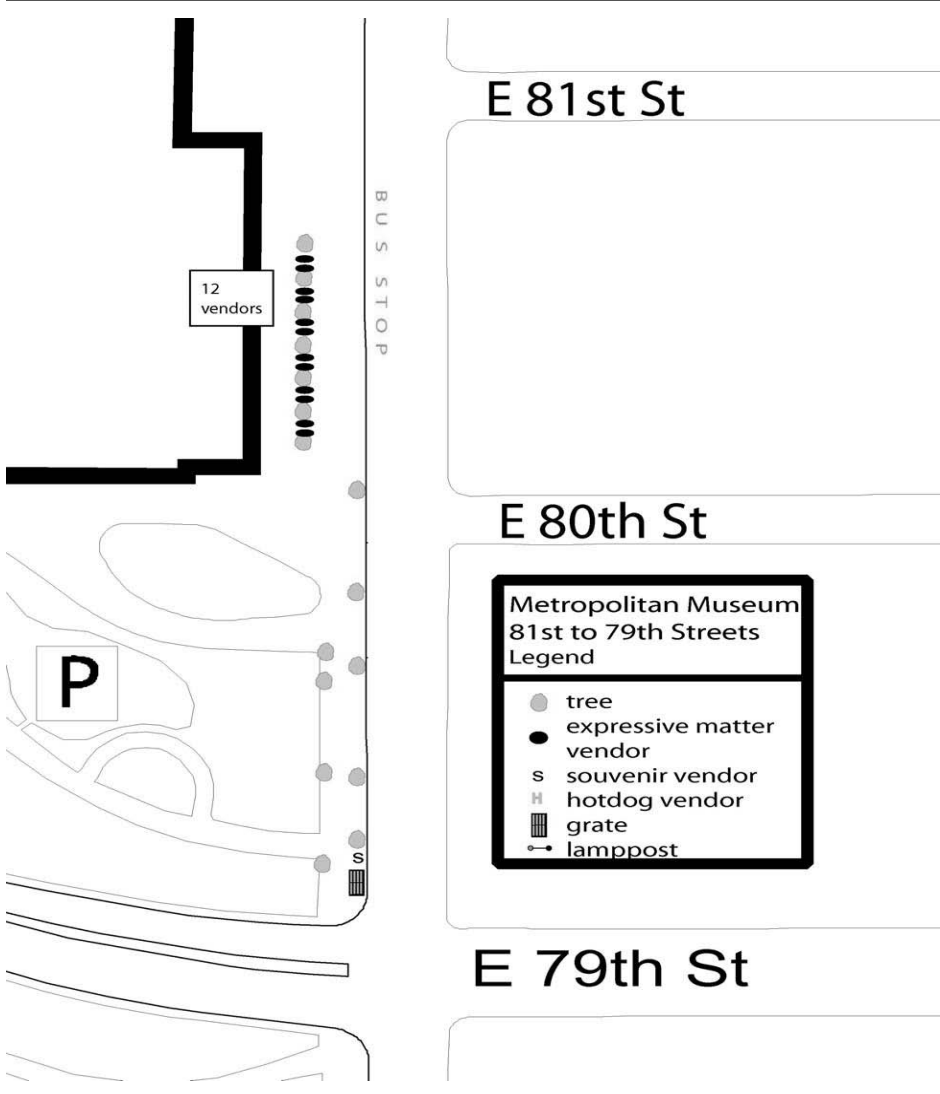 E 81st St
BUS STOP
12
vendors
E 80th St
Metropolitan Museum
81st to 79th Streets
Legend
tree
expressive matter
vendor
s souvenir vendor
H hotdog vendor
grate
lamppost
P
s
E 79th St